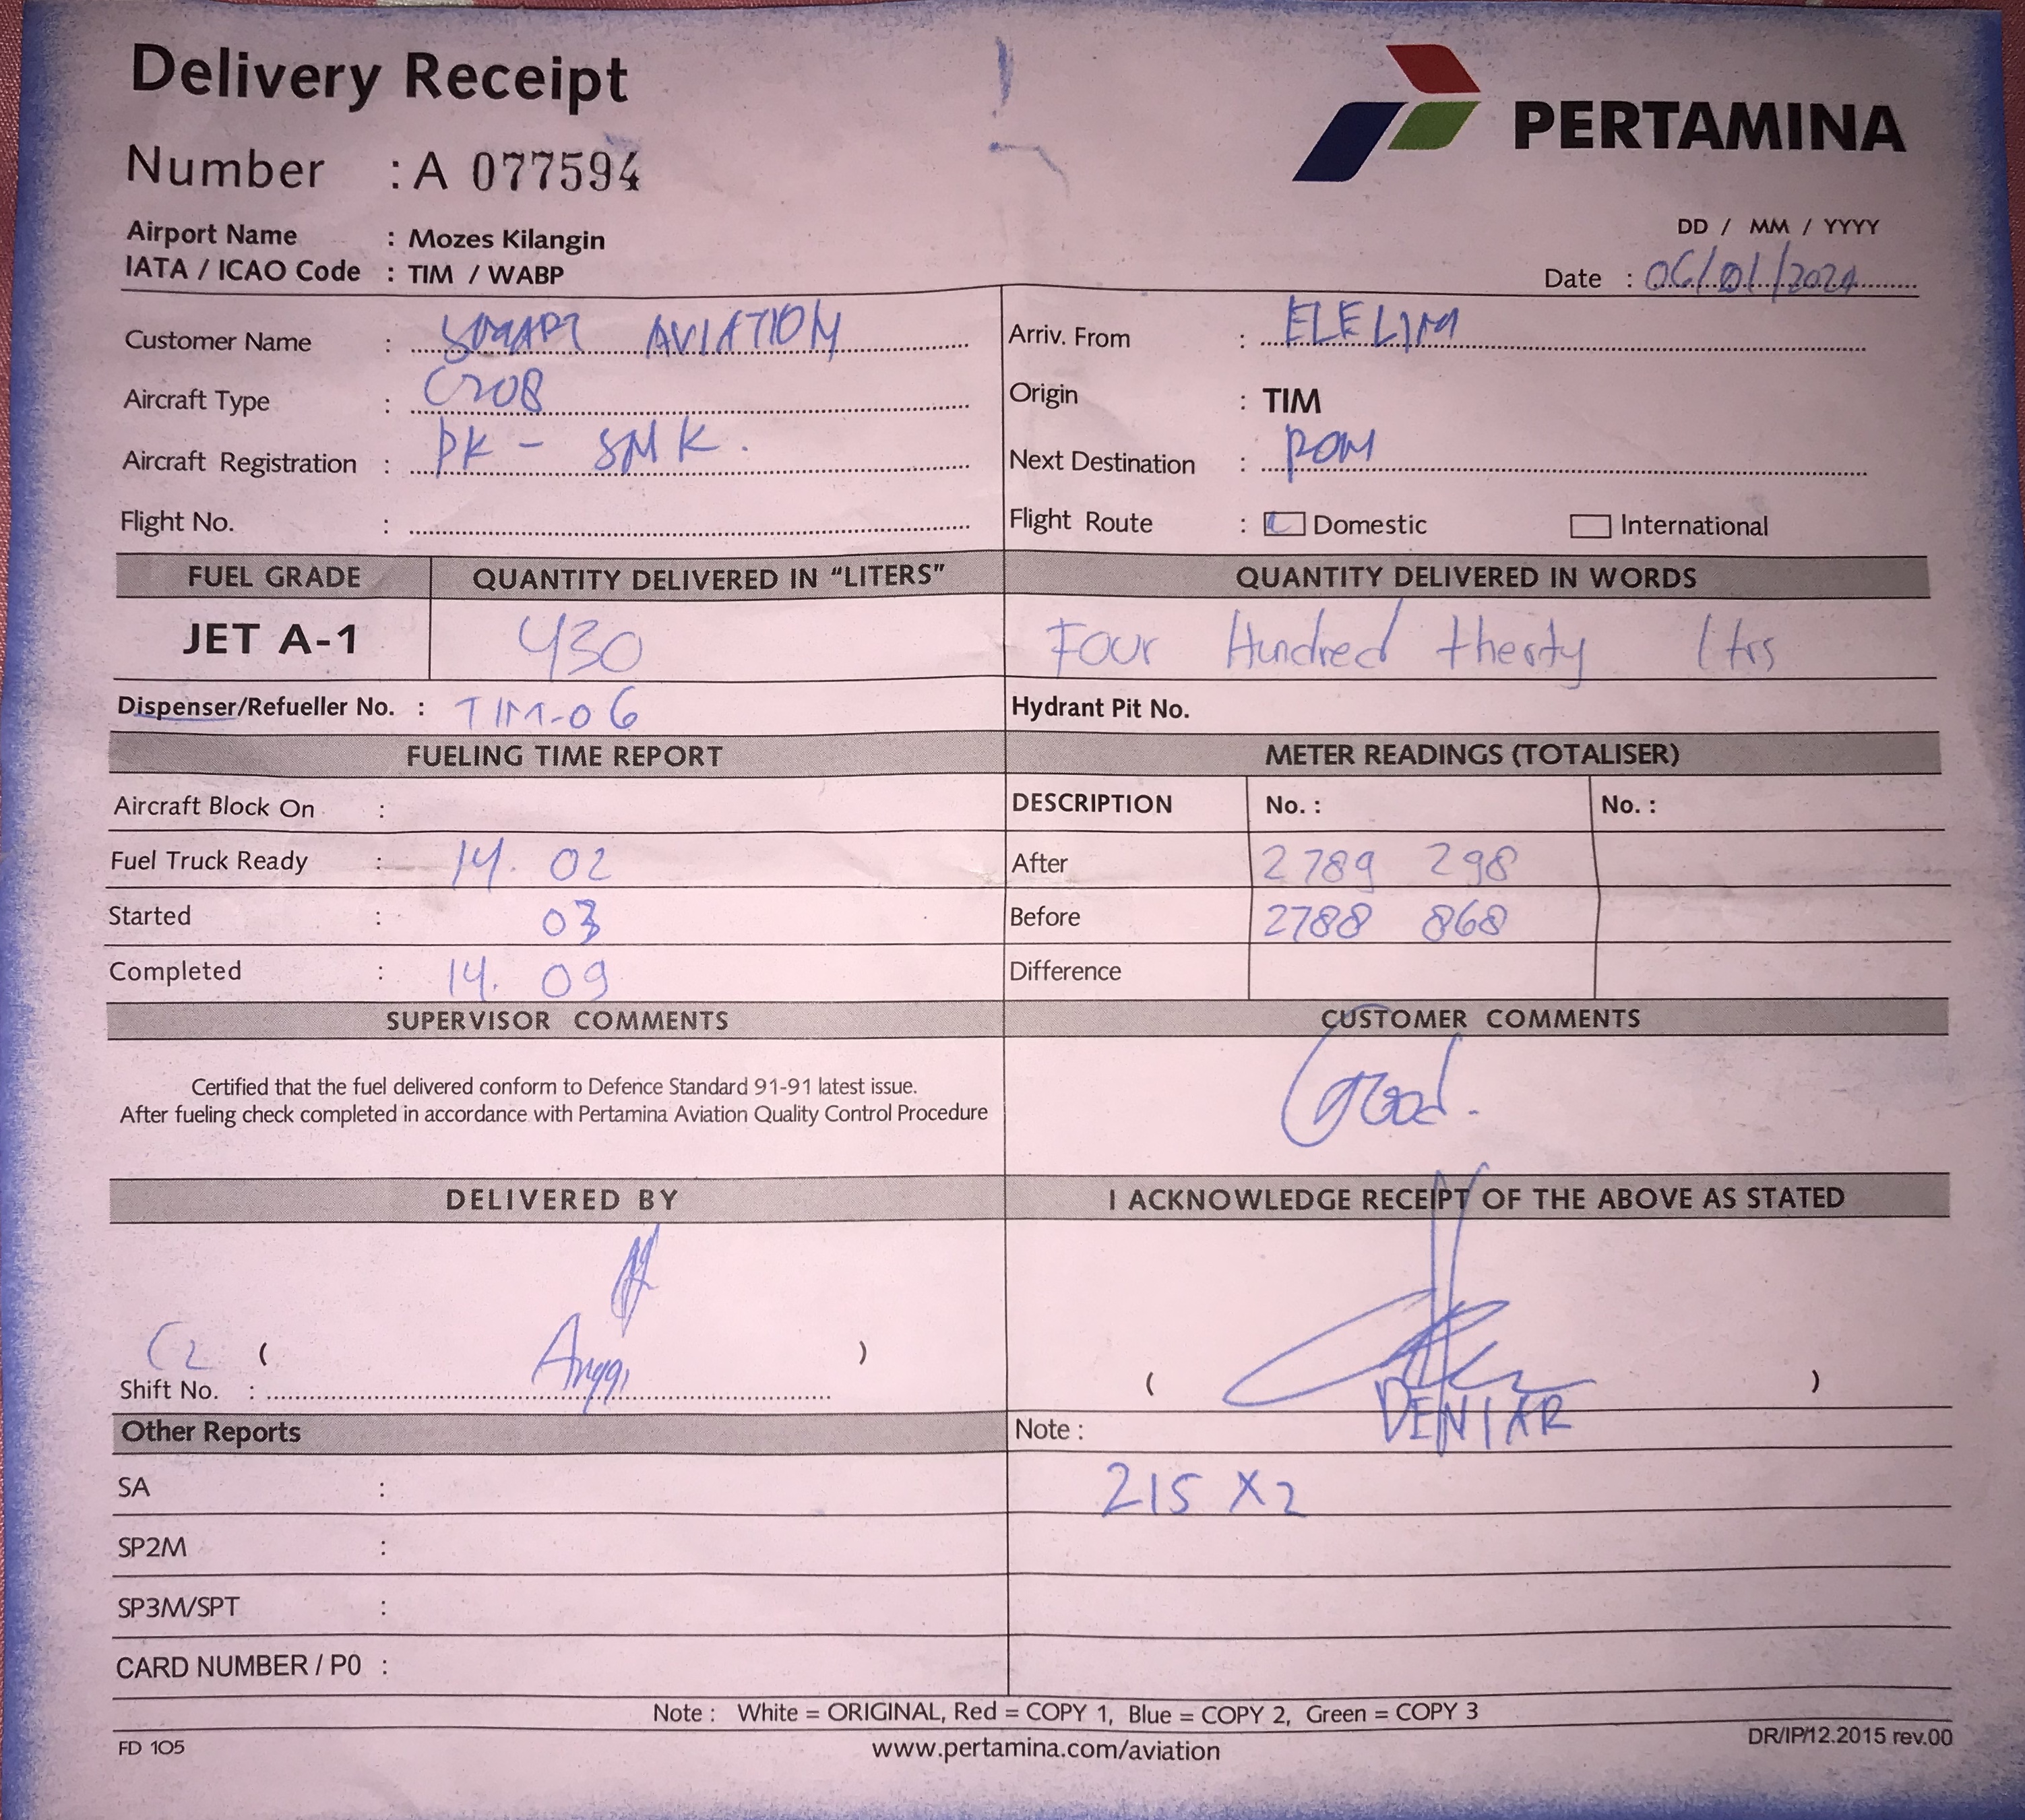 Delivery Receipt
PERTAMINA
Number : A 077594
Airport Name : Mozes Kilangin
DD / MM / YYYY
IATA / ICAO Code : TIM / WABP
Date : 06/01/2024
Customer Name : SMART AVIATION
Arriv. From : ELELIM
Aircraft Type : C208
Origin : TIM
Aircraft Registration : PK - SNK.
Next Destination : POM
Flight No. :
Flight Route : Domestic International
FUEL GRADE QUANTITY DELIVERED IN "LITERS" QUANTITY DELIVERED IN WORDS
JET A-1 430 Four Hundred therty ltrs
Dispenser/Refueller No. : TIM-06 Hydrant Pit No.
FUELING TIME REPORT METER READINGS (TOTALISER)
Aircraft Block On : DESCRIPTION No. : No. :
Fuel Truck Ready : 14. 02 After 2789 298
Started : 03 Before 2788 868
Completed : 14. 09 Difference
SUPERVISOR COMMENTS CUSTOMER COMMENTS
Good.
Certified that the fuel delivered conform to Defence Standard 91-91 latest issue.
After fueling check completed in accordance with Pertamina Aviation Quality Control Procedure
DELIVERED BY I ACKNOWLEDGE RECEIPT OF THE ABOVE AS STATED
C2 ( Anggi )
Shift No. :
( DENIAR )
Other Reports Note :
SA : 215 X2
SP2M :
SP3M/SPT :
CARD NUMBER / P0 :
Note : White = ORIGINAL, Red = COPY 1, Blue = COPY 2, Green = COPY 3
FD 105 www.pertamina.com/aviation DR/IP/12.2015 rev.00